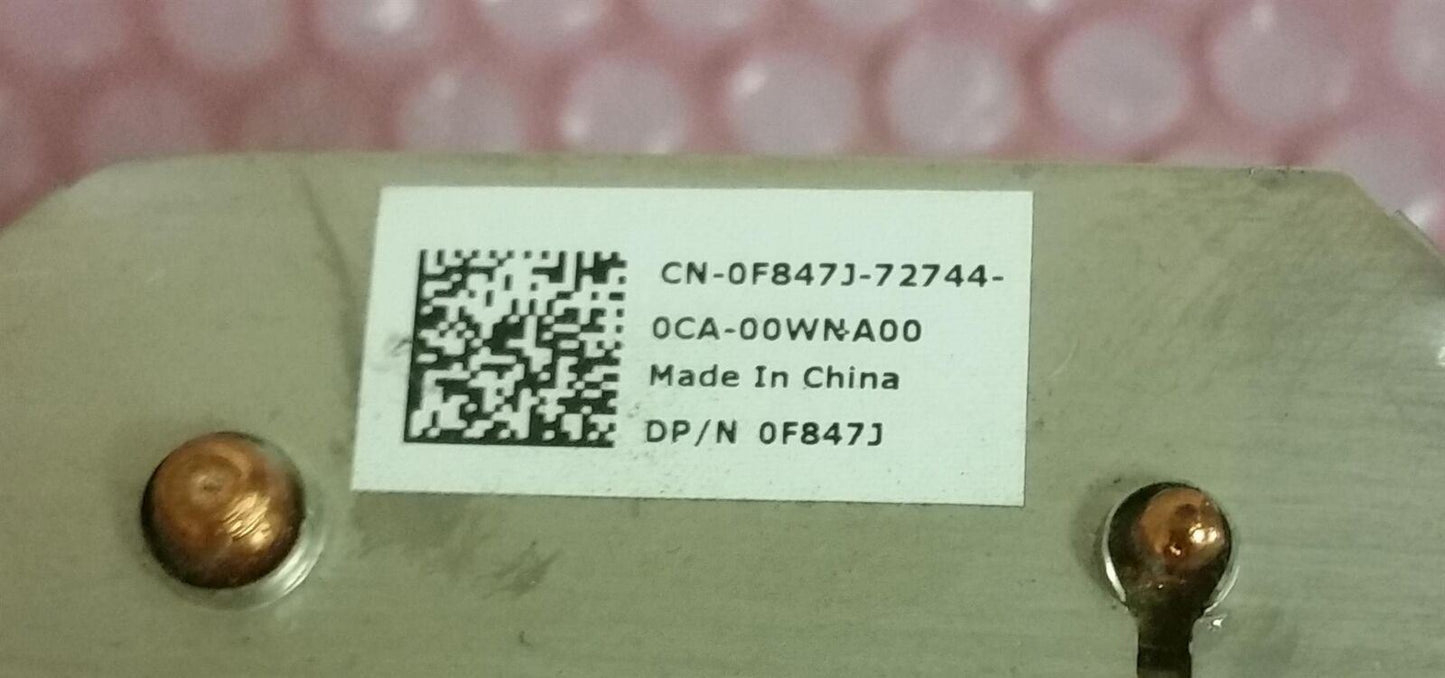 CN-0F847J-72744-
0CA-00WN-A00
Made In China
DP/N 0F847J